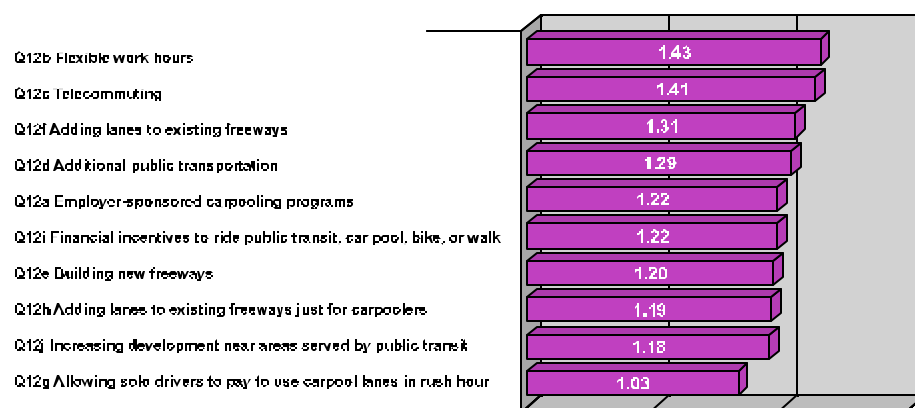 Q12b Flexible work hours 1.43
Q12c Telecommuting 1.41
Q12f Adding lanes to existing freeways 1.31
Q12d Additional public transportation 1.29
Q12a Employer-sponsored carpooling programs 1.22
Q12i Financial incentives to ride public transit, car pool, bike, or walk 1.22
Q12e Building new freeways 1.20
Q12h Adding lanes to existing freeways just for carpoolers 1.19
Q12j Increasing development near areas served by public transit 1.18
Q12g Allowing solo drivers to pay to use carpool lanes in rush hour 1.03